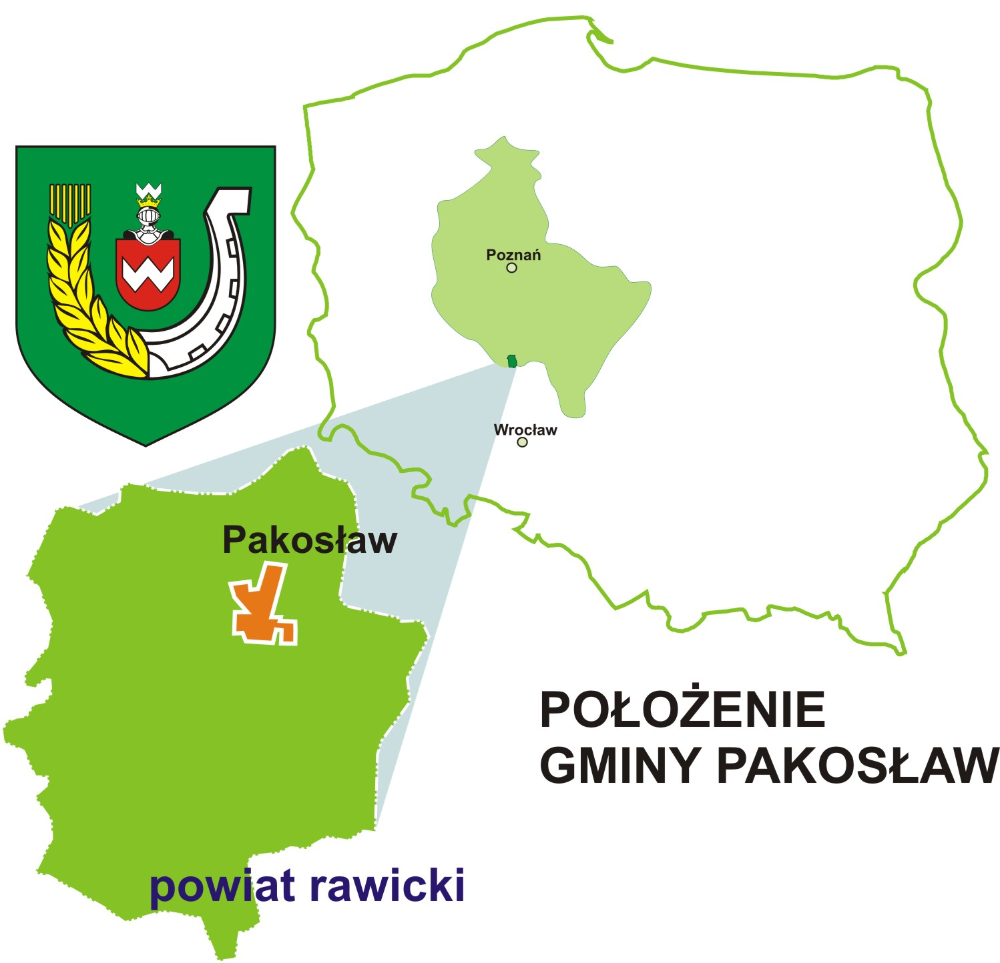 Poznań
Wrocław
Pakosław
POŁOŻENIE
GMINY PAKOSŁAW
powiat rawicki